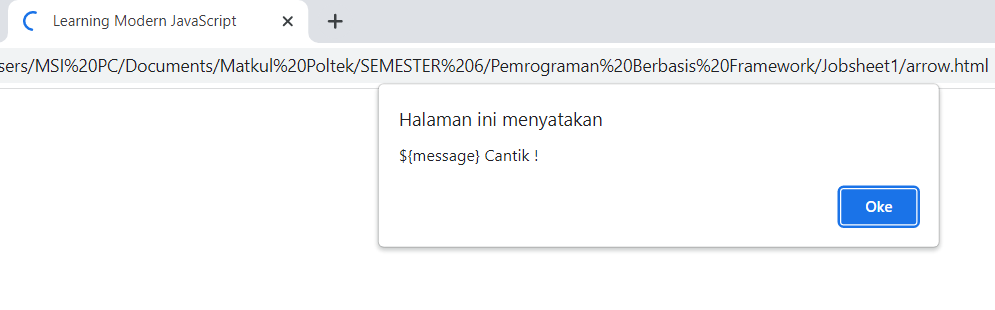 Learning Modern JavaScript
sers/MSI%20PC/Documents/Matkul%20Poltek/SEMESTER%206/Pemrograman%20Berbasis%20Framework/Jobsheet1/arrow.html
Halaman ini menyatakan
${message} Cantik !
Oke